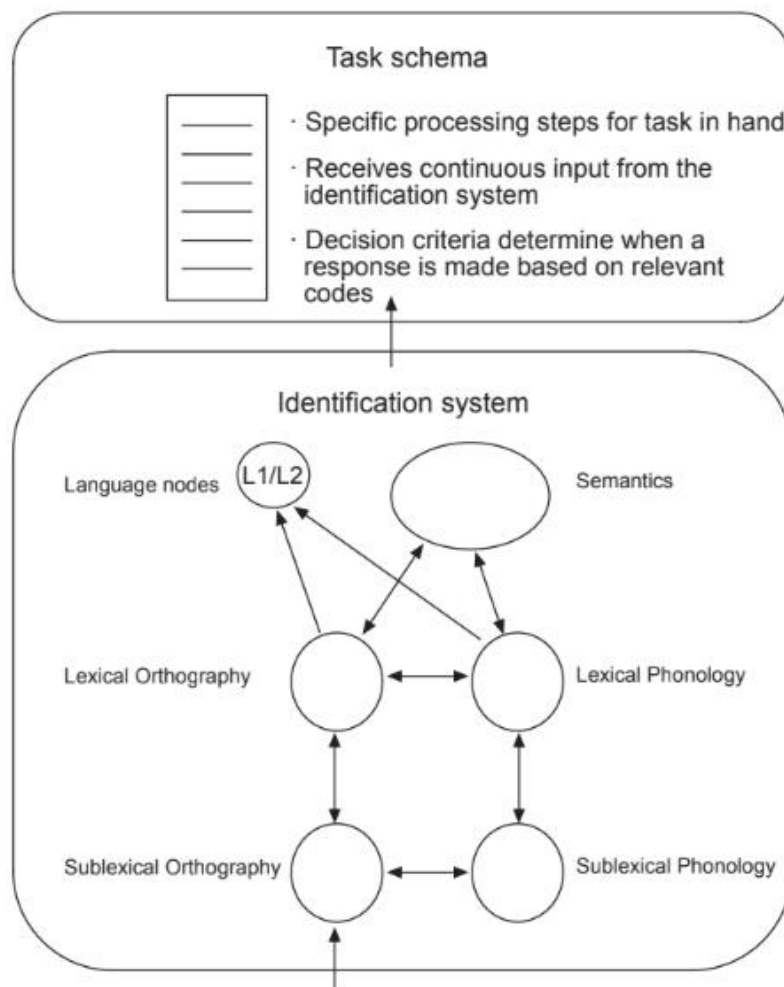 Task schema
· Specific processing steps for task in hand
· Receives continuous input from the
identification system
· Decision criteria determine when a
response is made based on relevant
codes
Identification system
Language nodes
L1/L2
Semantics
Lexical Orthography
Lexical Phonology
Sublexical Orthography
Sublexical Phonology